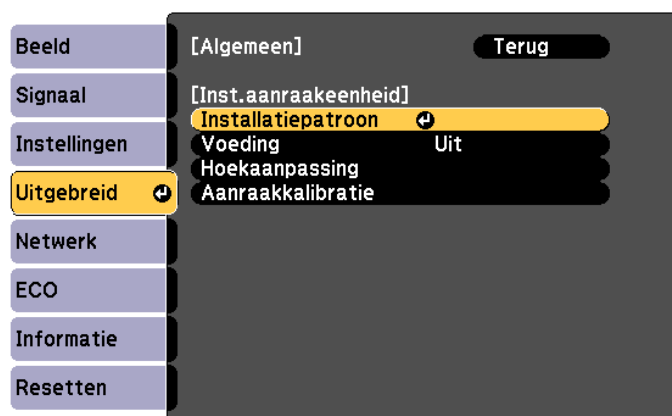 Beeld
Signaal
Instellingen
Uitgebreid
Netwerk
ECO
Informatie
Resetten
[Algemeen] Terug
[Inst.aanraakeenheid]
Installatiepatroon
Voeding Uit
Hoekaanpassing
Aanraakkalibratie